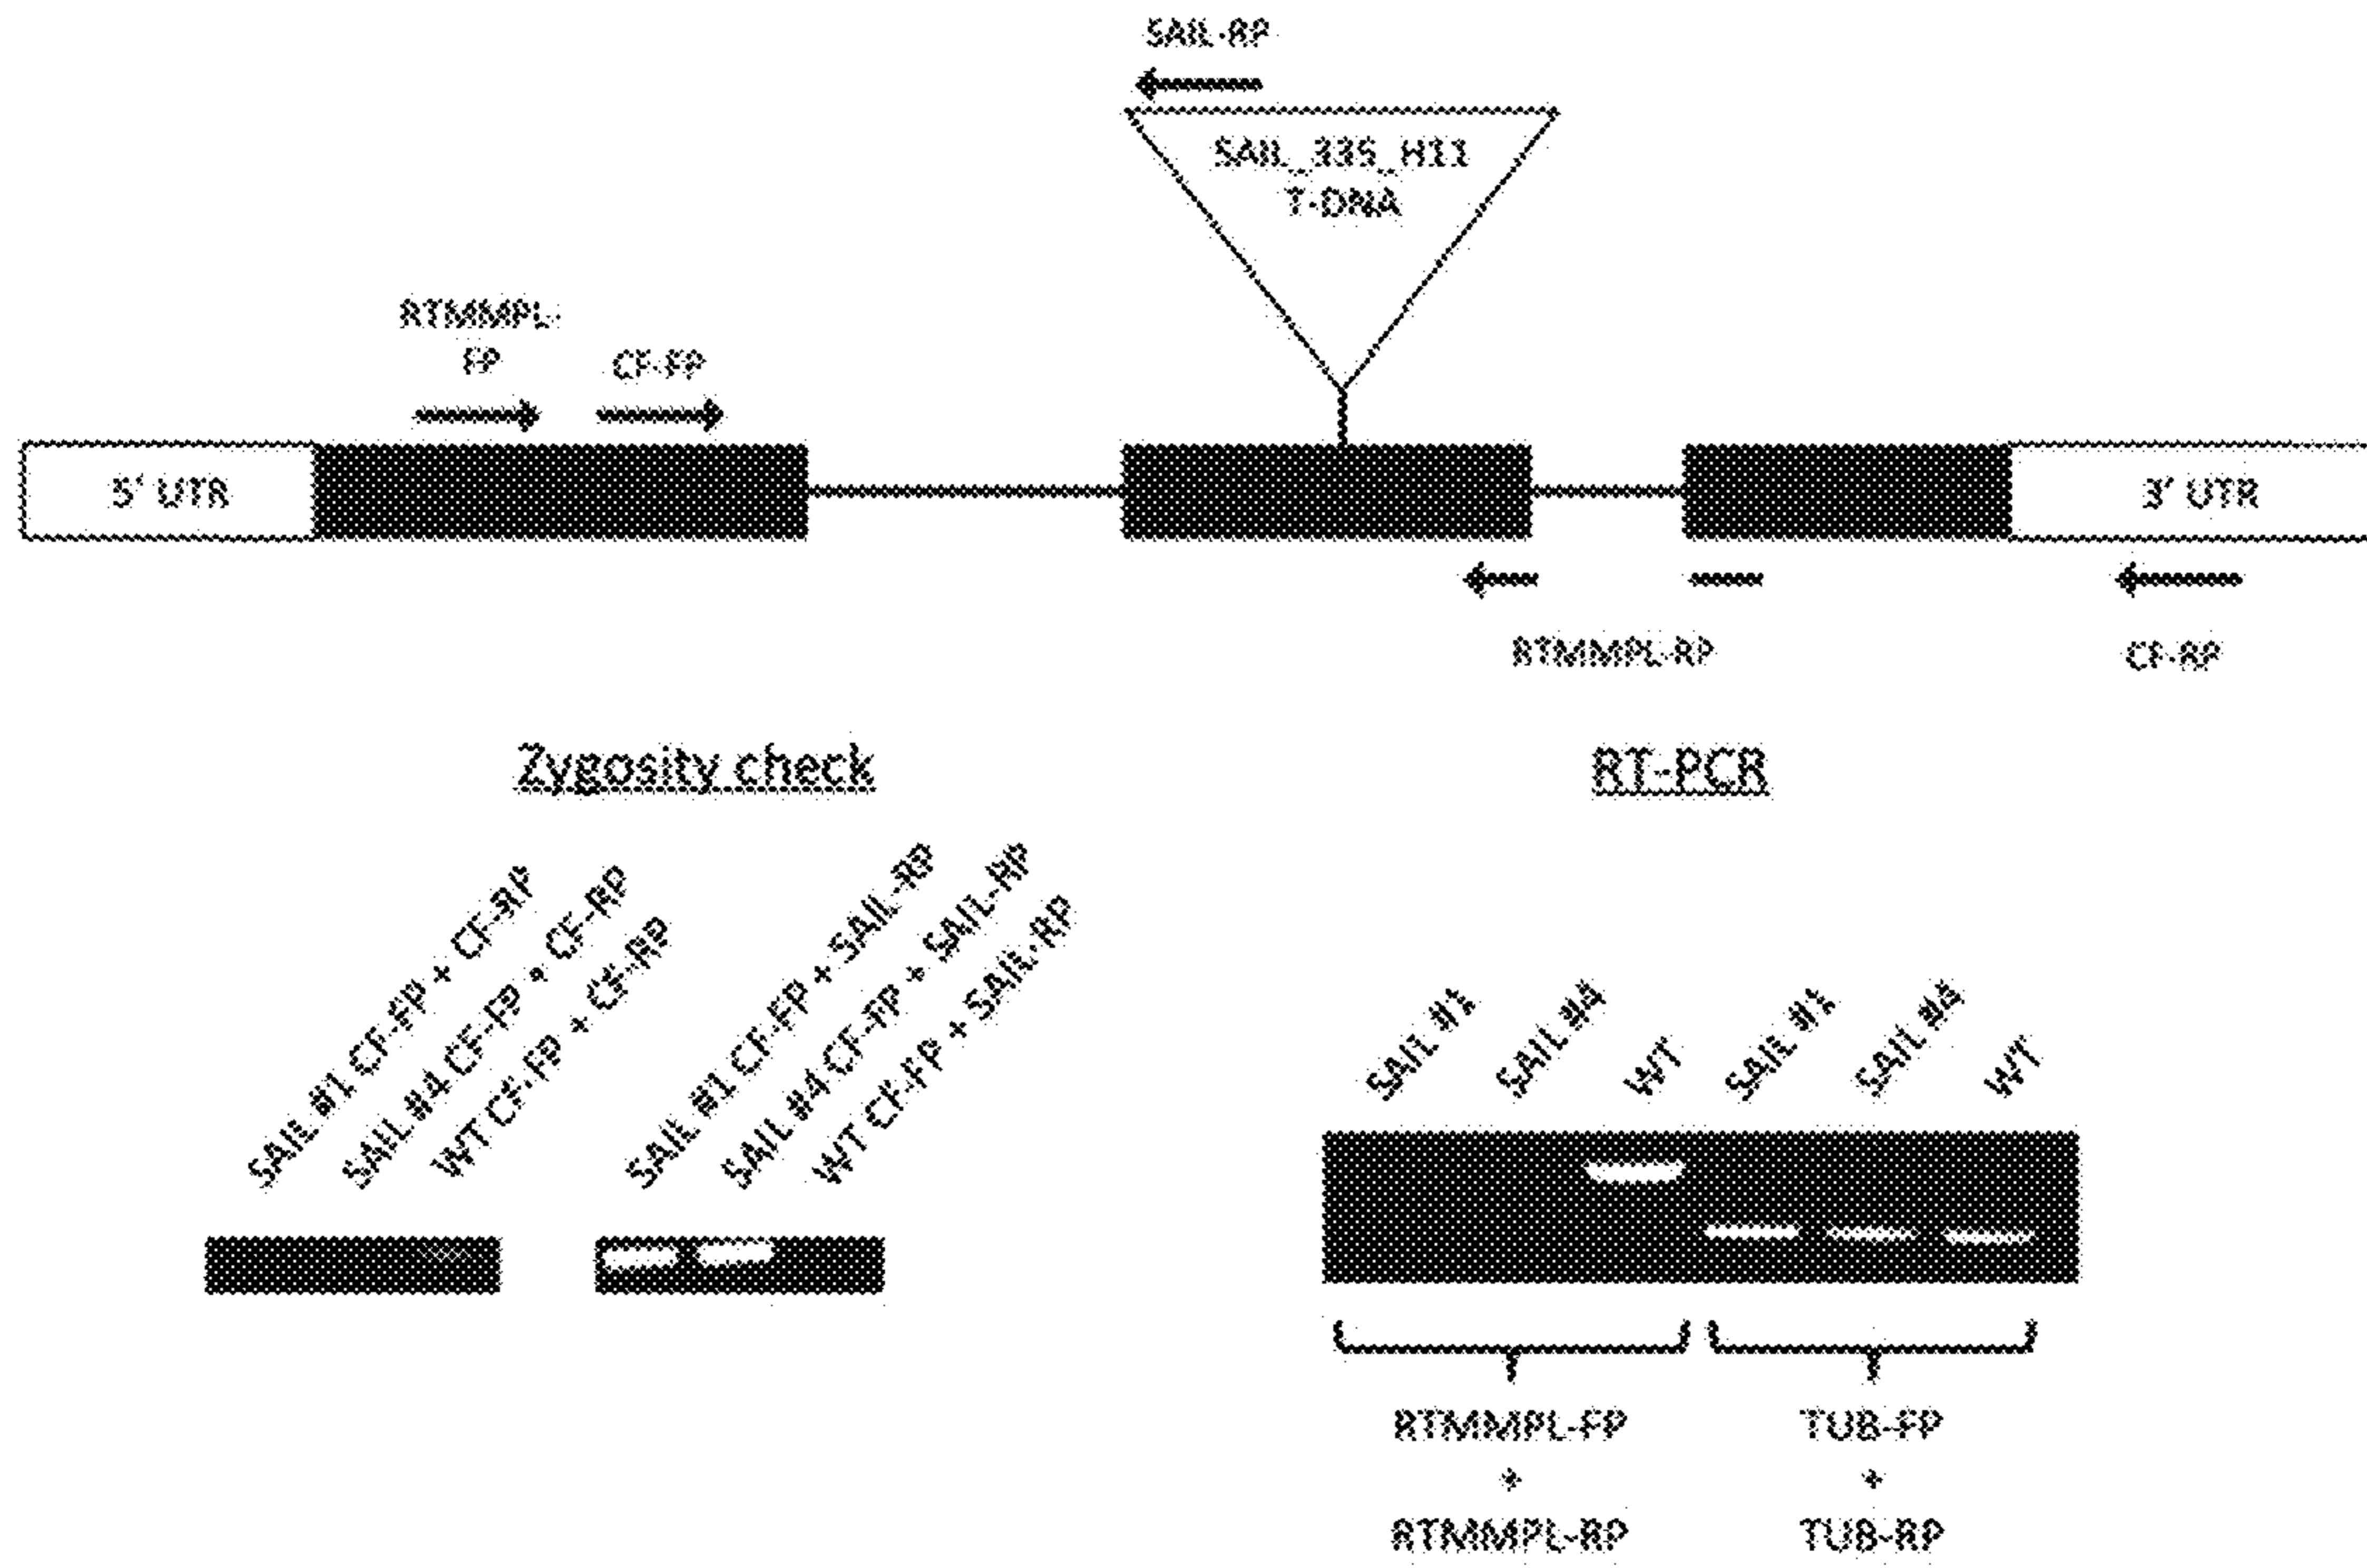 SAIL-RP
SAIL_335_H11
T-DNA
RTMMPL-
FP
CF-FP
5' UTR
3' UTR
RTMMPL-RP
CF-RP
Zygosity check
RT-PCR
SAIL #1 CF-FP + CF-RP
SAIL #4 CF-FP + CF-RP
WT CF-FP + CF-RP
SAIL #1 CF-FP + SAIL-RP
SAIL #4 CF-FP + SAIL-RP
WT CF-FP + SAIL-RP
SAIL #1
SAIL #4
WT
SAIL #1
SAIL #4
WT
RTMMPL-FP
+
RTMMPL-RP
TUB-FP
+
TUB-RP